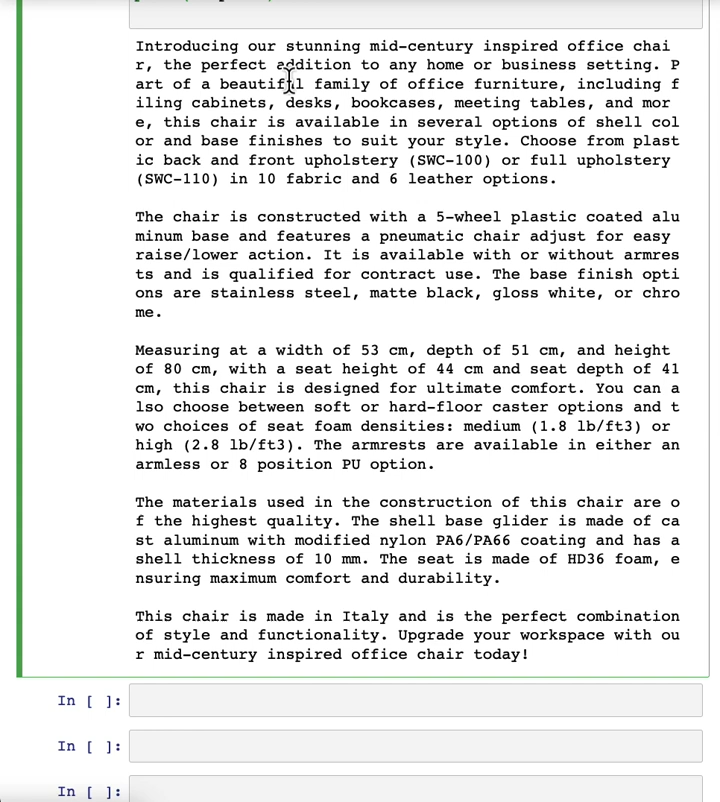 Introducing our stunning mid-century inspired office chai
r, the perfect addition to any home or business setting. P
art of a beautiful family of office furniture, including f
iling cabinets, desks, bookcases, meeting tables, and mor
e, this chair is available in several options of shell col
or and base finishes to suit your style. Choose from plast
ic back and front upholstery (SWC-100) or full upholstery
(SWC-110) in 10 fabric and 6 leather options.
The chair is constructed with a 5-wheel plastic coated alu
minum base and features a pneumatic chair adjust for easy
raise/lower action. It is available with or without armres
ts and is qualified for contract use. The base finish opti
ons are stainless steel, matte black, gloss white, or chro
me.
Measuring at a width of 53 cm, depth of 51 cm, and height
of 80 cm, with a seat height of 44 cm and seat depth of 41
cm, this chair is designed for ultimate comfort. You can a
lso choose between soft or hard-floor caster options and t
wo choices of seat foam densities: medium (1.8 lb/ft3) or
high (2.8 lb/ft3). The armrests are available in either an
armless or 8 position PU option.
The materials used in the construction of this chair are o
f the highest quality. The shell base glider is made of ca
st aluminum with modified nylon PA6/PA66 coating and has a
shell thickness of 10 mm. The seat is made of HD36 foam, e
nsuring maximum comfort and durability.
This chair is made in Italy and is the perfect combination
of style and functionality. Upgrade your workspace with ou
r mid-century inspired office chair today!
In [ ]:
In [ ]:
In [ ]: